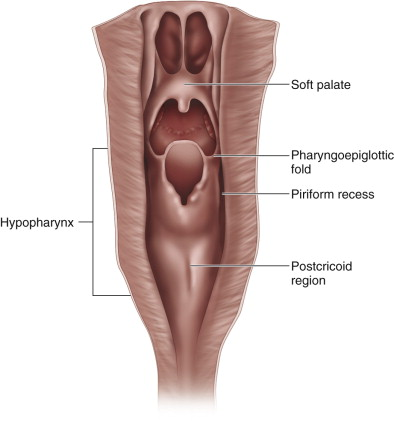 Soft palate
Pharyngoepiglottic
fold
Piriform recess
Hypopharynx
Postcricoid
region